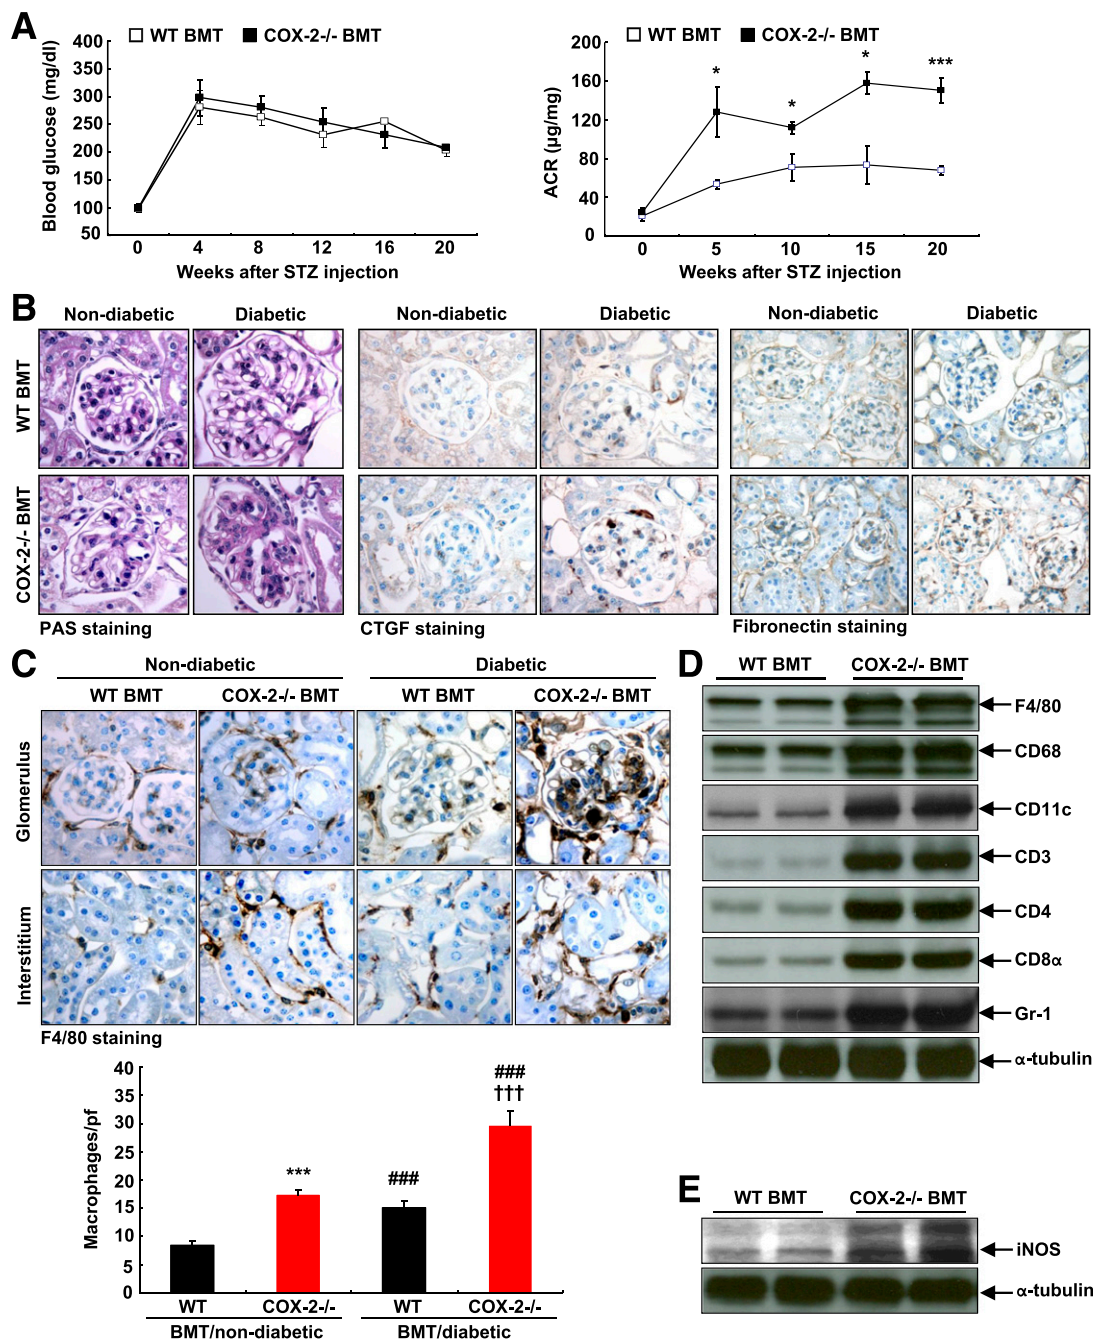 A
WT BMT COX-2-/- BMT
Blood glucose (mg/dl)
400
350
300
250
200
150
100
50
0 4 8 12 16 20
Weeks after STZ injection
WT BMT COX-2-/- BMT
ACR (µg/mg)
200
160
120
80
40
0
* * * ***
0 5 10 15 20
Weeks after STZ injection
B
Non-diabetic Diabetic Non-diabetic Diabetic Non-diabetic Diabetic
WT BMT
COX-2-/- BMT
PAS staining CTGF staining Fibronectin staining
C
Non-diabetic Diabetic
WT BMT COX-2-/- BMT WT BMT COX-2-/- BMT
Glomerulus
Interstitium
F4/80 staining
Macrophages/pf
40
35
30
25
20
15
10
5
0
***
###
###
†††
WT COX-2-/- WT COX-2-/-
BMT/non-diabetic BMT/diabetic
D
WT BMT COX-2-/- BMT
F4/80
CD68
CD11c
CD3
CD4
CD8α
Gr-1
α-tubulin
E
WT BMT COX-2-/- BMT
iNOS
α-tubulin